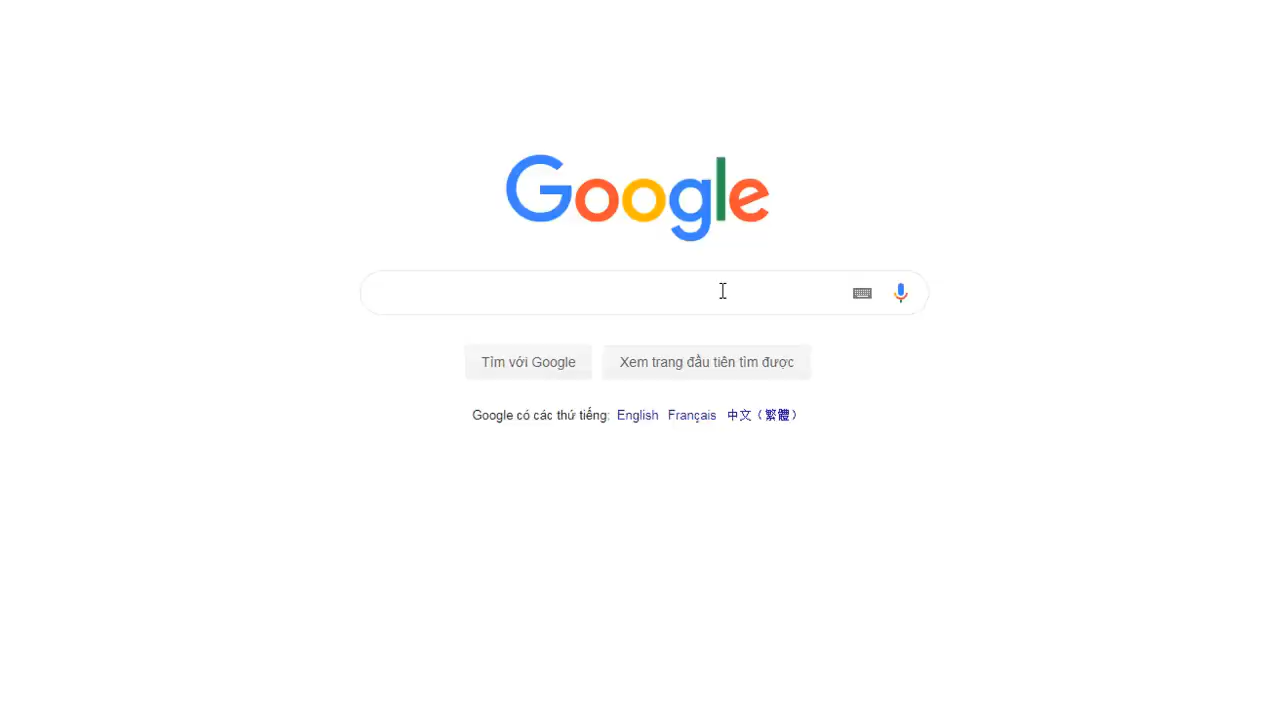 Google
Tìm với Google Xem trang đầu tiên tìm được
Google có các thứ tiếng: English Français 中文（繁體）